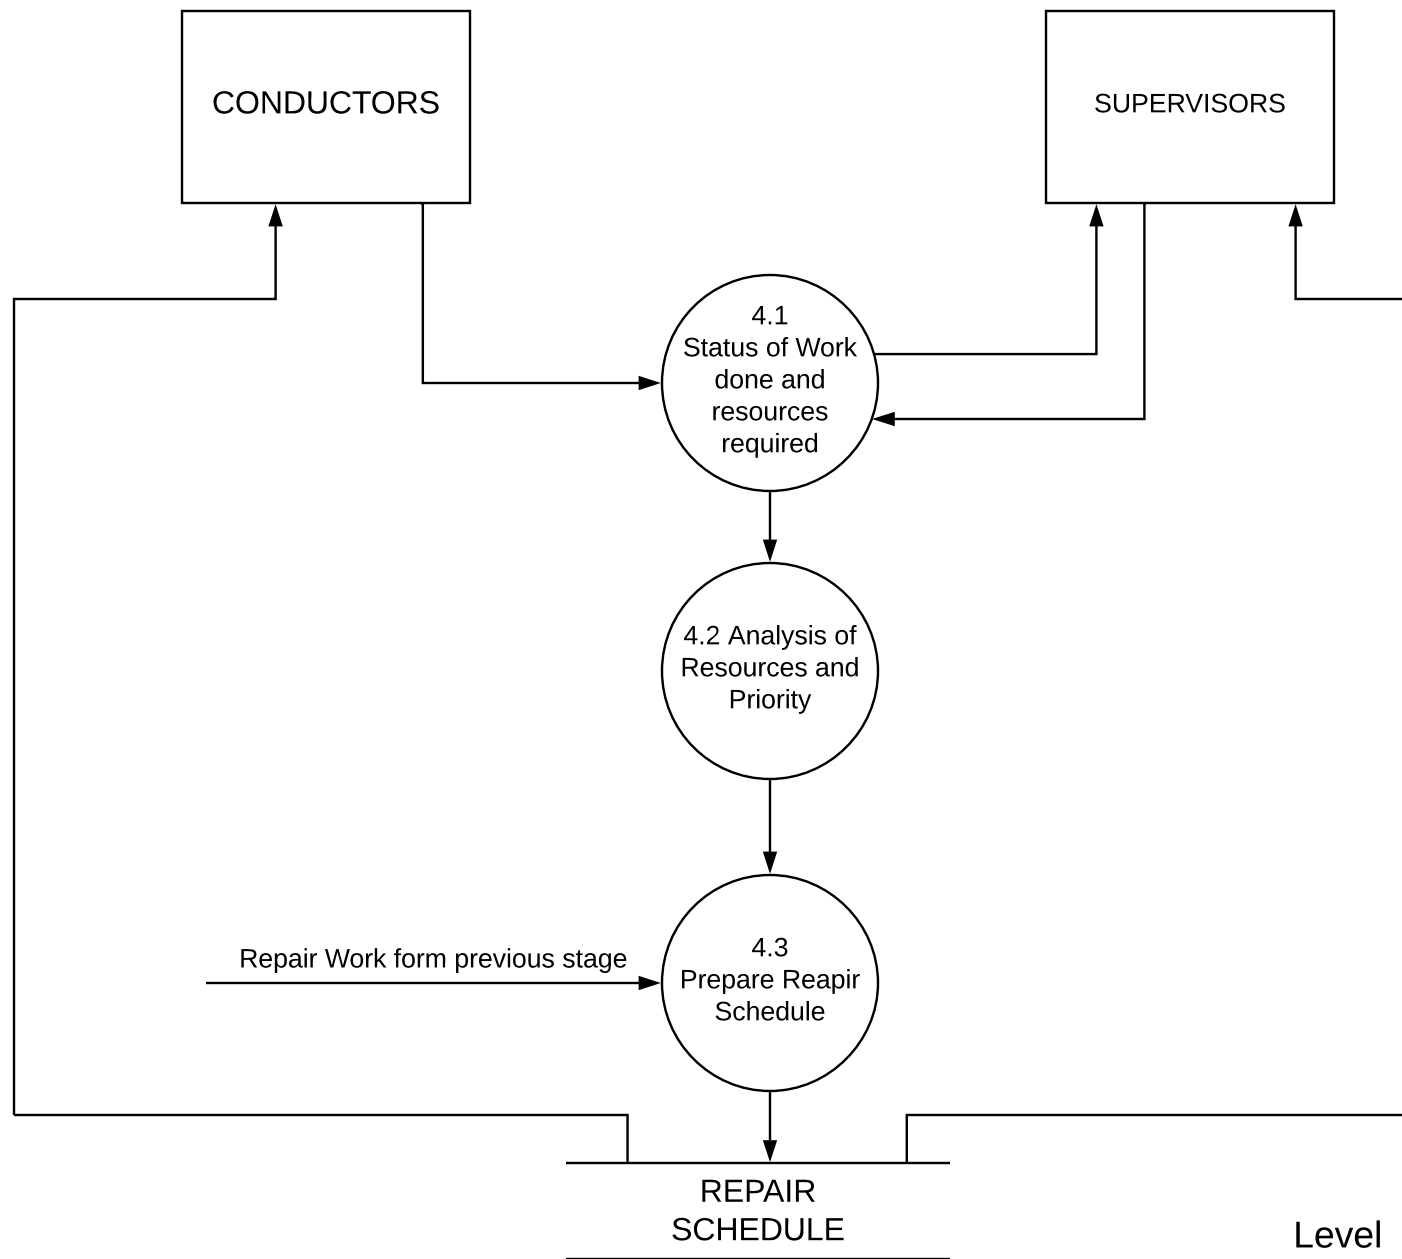 CONDUCTORS
SUPERVISORS
4.1
Status of Work
done and
resources
required
4.2 Analysis of
Resources and
Priority
Repair Work form previous stage
4.3
Prepare Reapir
Schedule
REPAIR
SCHEDULE
Level